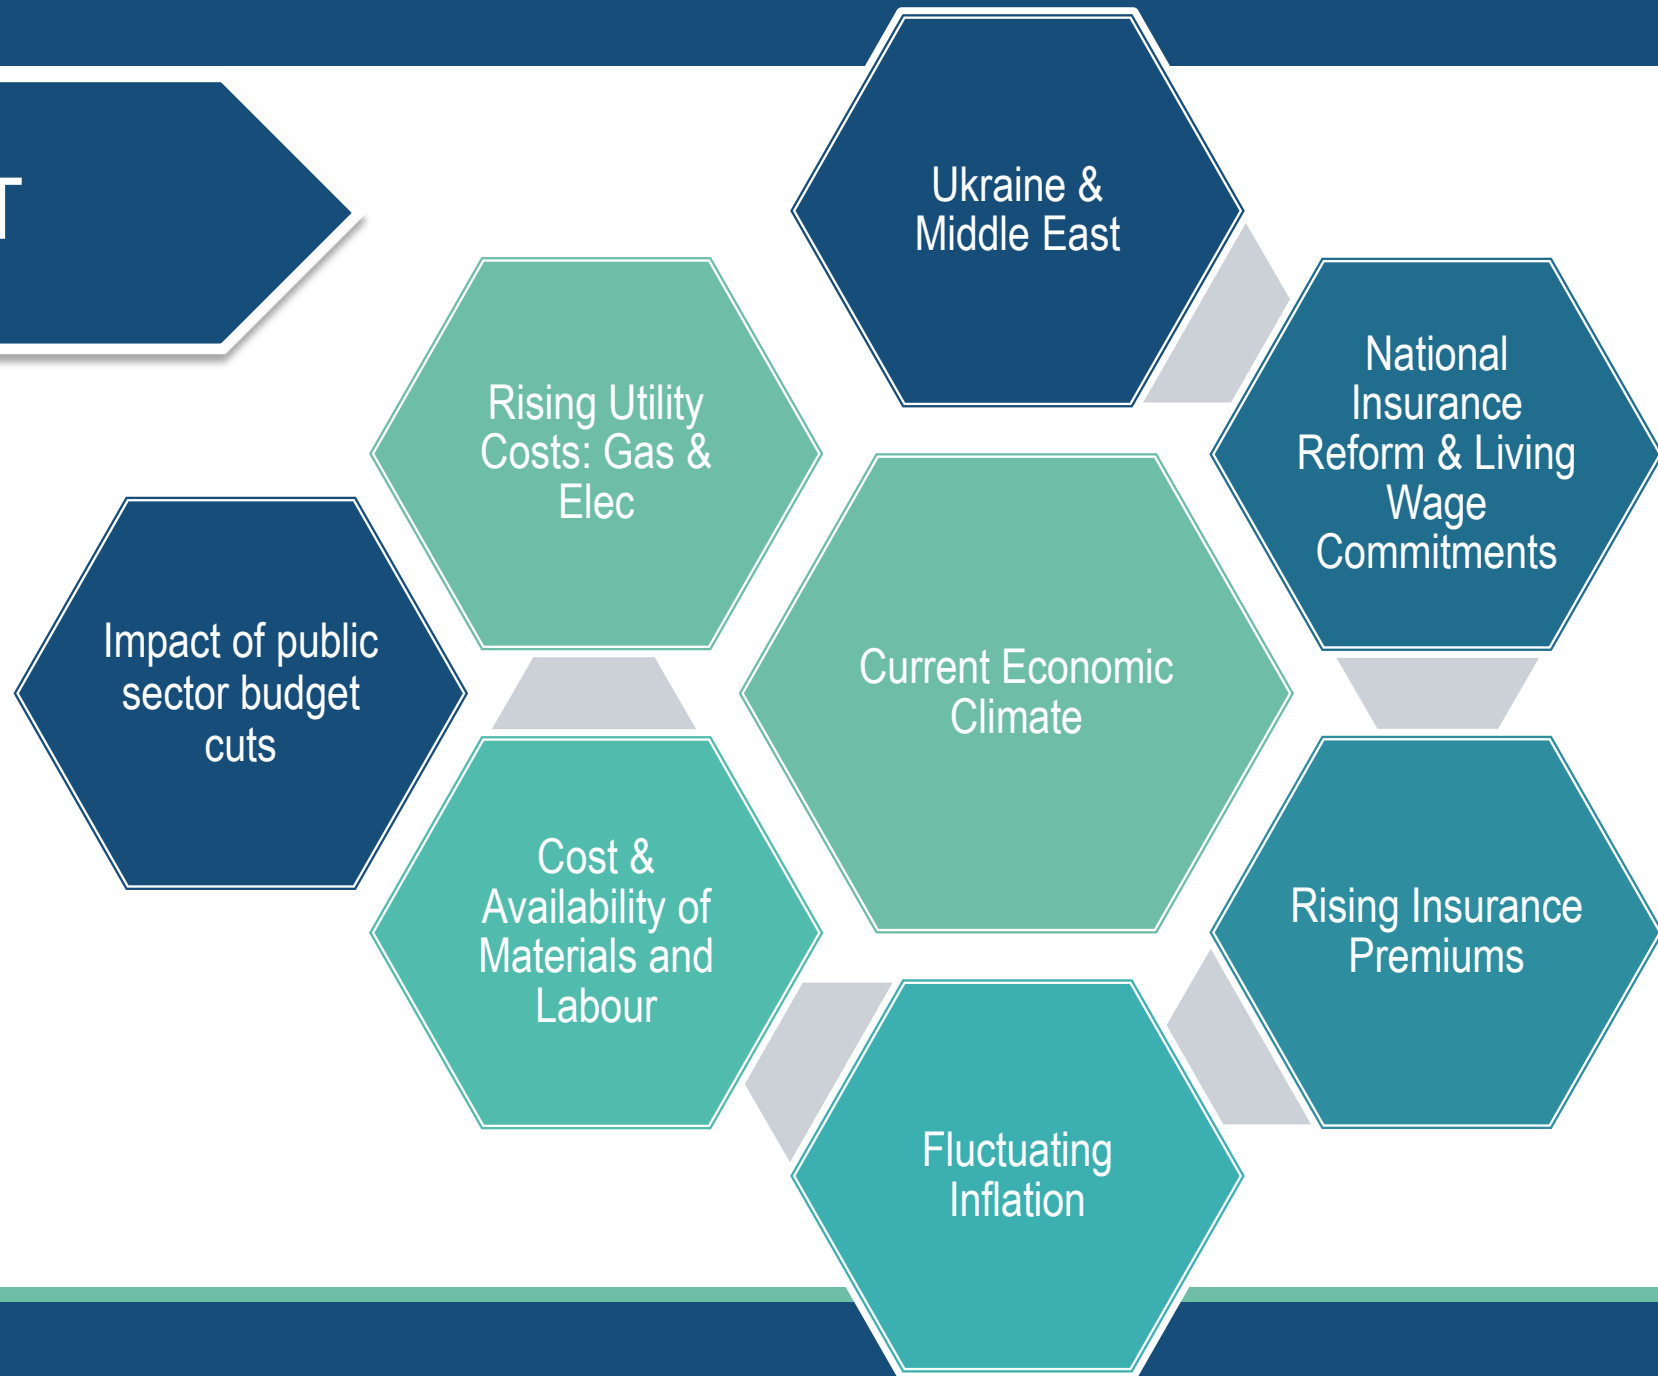 T
Ukraine &
Middle East
National
Insurance
Reform & Living
Wage
Commitments
Rising Utility
Costs: Gas &
Elec
Impact of public
sector budget
cuts
Current Economic
Climate
Cost &
Availability of
Materials and
Labour
Rising Insurance
Premiums
Fluctuating
Inflation